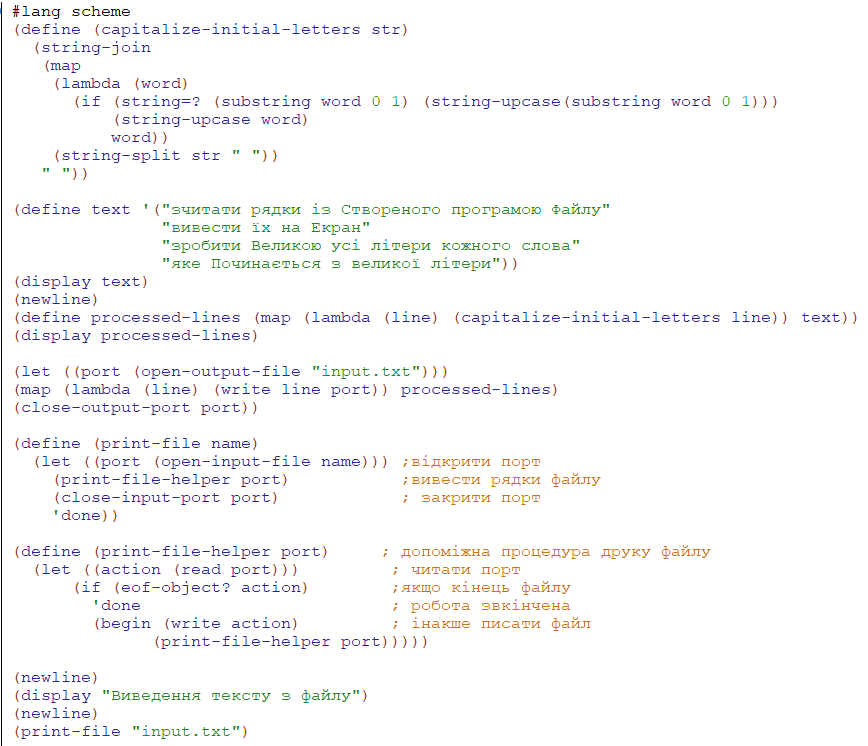 #lang scheme
(define (capitalize-initial-letters str)
  (string-join
   (map
    (lambda (word)
      (if (string=? (substring word 0 1) (string-upcase(substring word 0 1)))
          (string-upcase word)
          word))
    (string-split str " "))
   " "))

(define text '("зчитати рядки із Створеного програмою Файлу"
               "вивести їх на Екран"
               "зробити Великою усі літери кожного слова"
               "яке Починається з великої літери"))
(display text)
(newline)
(define processed-lines (map (lambda (line) (capitalize-initial-letters line)) text))
(display processed-lines)

(let ((port (open-output-file "input.txt")))
(map (lambda (line) (write line port)) processed-lines)
(close-output-port port))

(define (print-file name)
  (let ((port (open-input-file name))) ;відкрити порт
    (print-file-helper port)           ;вивести рядки файлу
    (close-input-port port)            ; закрити порт
    'done))

(define (print-file-helper port)     ; допоміжна процедура друку файлу
  (let ((action (read port)))         ; читати порт
      (if (eof-object? action)        ;якщо кінець файлу
        'done                         ; робота звкінчена
        (begin (write action)         ; інакше писати файл
              (print-file-helper port)))))

(newline)
(display "Виведення тексту з файлу")
(newline)
(print-file "input.txt")